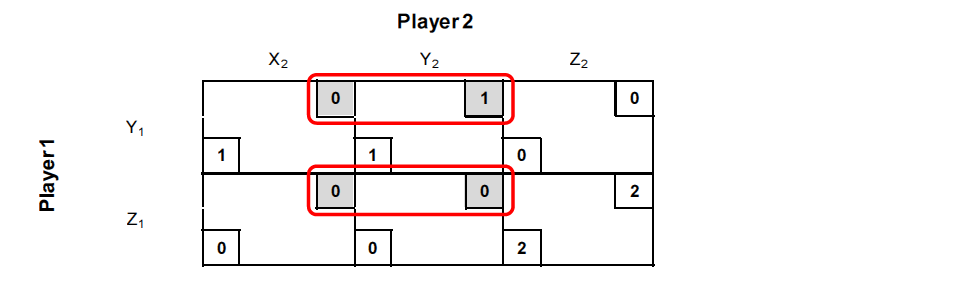 Player 2
X₂ Y₂ Z₂
0 1 0
Y₁
1 1 0
Player 1
0 0 2
Z₁
0 0 2